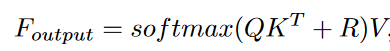 F_{output} = softmax(QK^T + R)V,